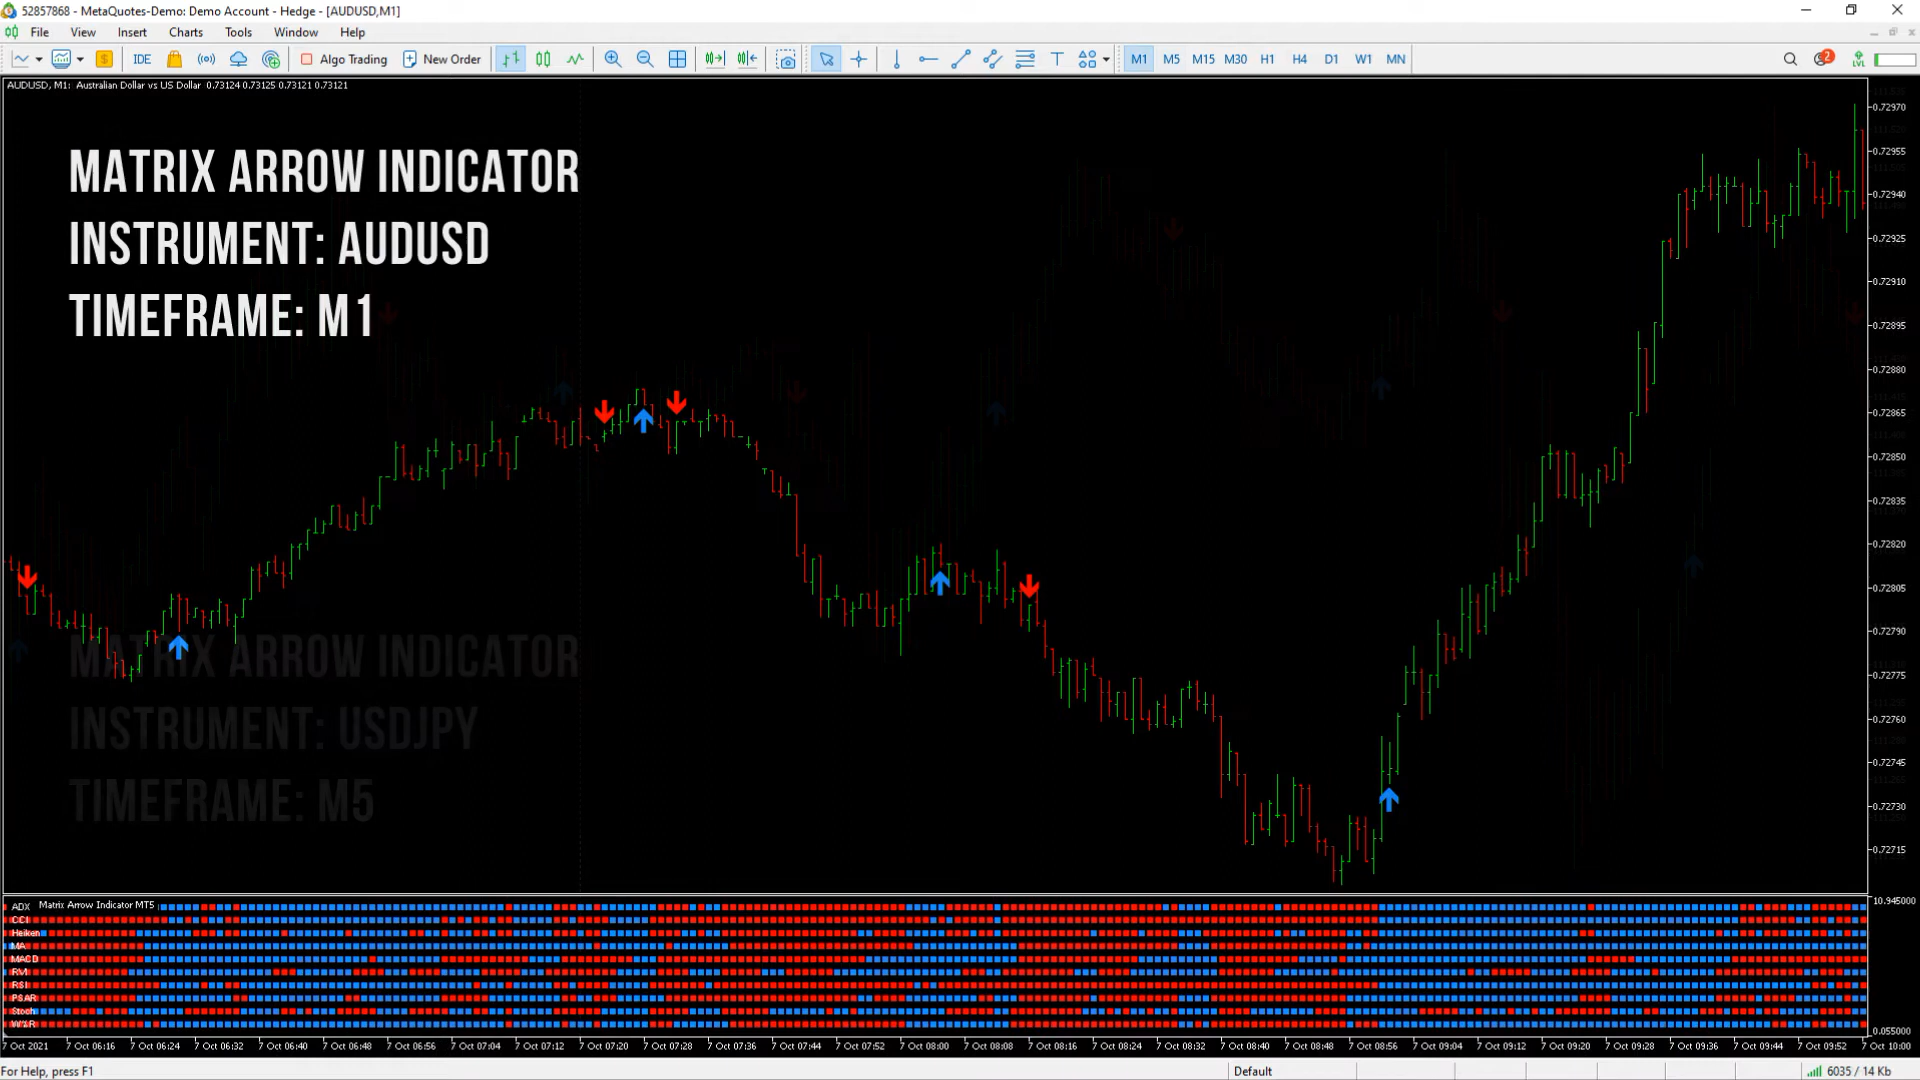 52857868 - MetaQuotes-Demo: Demo Account - Hedge - [AUDUSD,M1]
File View Insert Charts Tools Window Help
IDE Algo Trading New Order M1 M5 M15 M30 H1 H4 D1 W1 MN 2 LVL
AUDUSD, M1: Australian Dollar vs US Dollar 0.73124 0.73125 0.73121 0.73121
MATRIX ARROW INDICATOR
INSTRUMENT: AUDUSD
TIMEFRAME: M1
MATRIX ARROW INDICATOR
INSTRUMENT: USDJPY
TIMEFRAME: M5
0.72970
0.72955
0.72940
0.72925
0.72910
0.72895
0.72880
0.72865
0.72850
0.72835
0.72820
0.72805
0.72790
0.72775
0.72760
0.72745
0.72730
0.72715
ADX Matrix Arrow Indicator MT5 10.945000
CCI
Heiken
MA
MACD
RVI
RSI
PSAR
Stoch
W%R 0.055000
7 Oct 2021 7 Oct 06:16 7 Oct 06:24 7 Oct 06:32 7 Oct 06:40 7 Oct 06:48 7 Oct 06:56 7 Oct 07:04 7 Oct 07:12 7 Oct 07:20 7 Oct 07:28 7 Oct 07:36 7 Oct 07:44 7 Oct 07:52 7 Oct 08:00 7 Oct 08:08 7 Oct 08:16 7 Oct 08:24 7 Oct 08:32 7 Oct 08:40 7 Oct 08:48 7 Oct 08:56 7 Oct 09:04 7 Oct 09:12 7 Oct 09:20 7 Oct 09:28 7 Oct 09:36 7 Oct 09:44 7 Oct 09:52 7 Oct 10:00
For Help, press F1 Default 6035 / 14 Kb